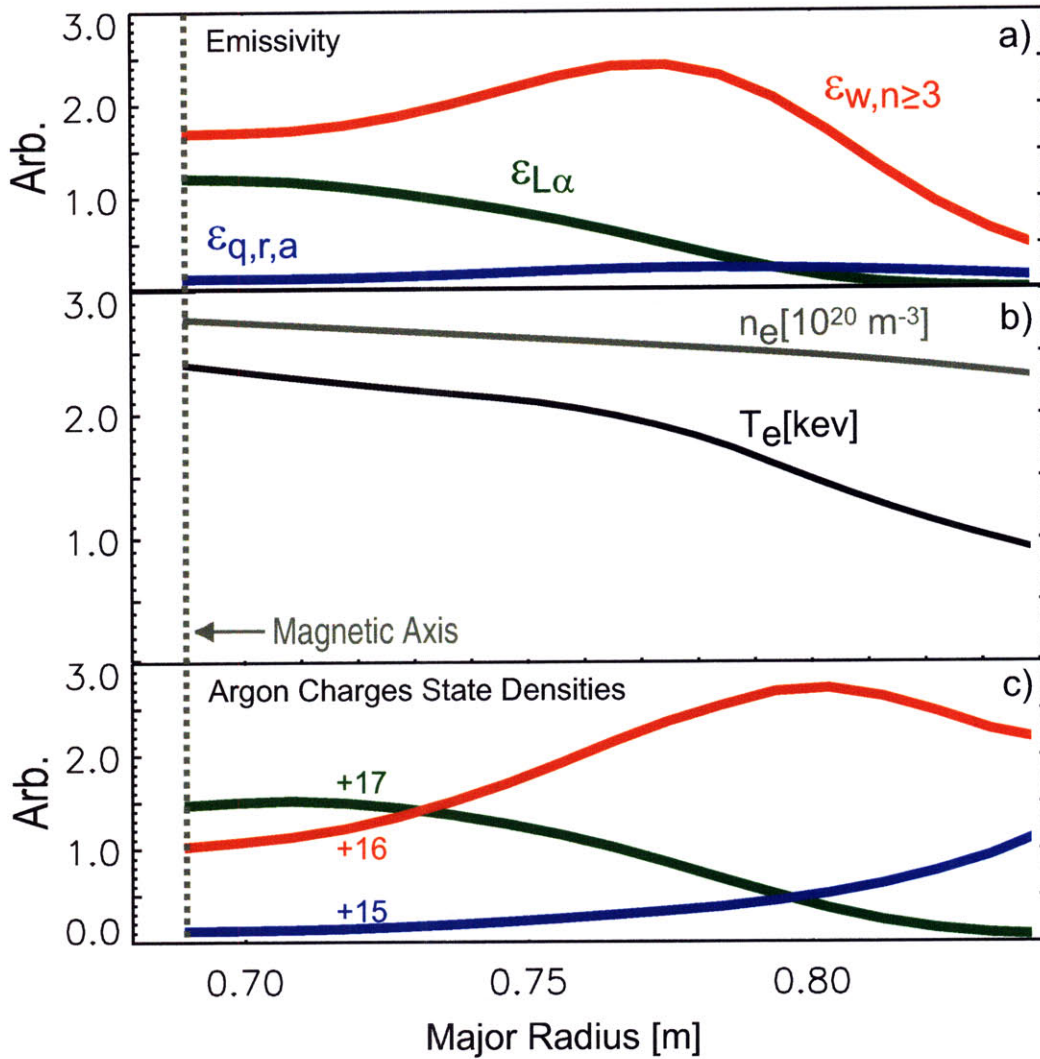 3.0
Emissivity
a)
εw,n≥3
2.0
Arb.
εLα
1.0
εq,r,a
3.0
ne[10²⁰ m⁻³]
b)
2.0
Te[kev]
1.0
← Magnetic Axis
3.0
Argon Charges State Densities
c)
2.0
+17
Arb.
1.0
+16
+15
0.0
0.70
0.75
0.80
Major Radius [m]